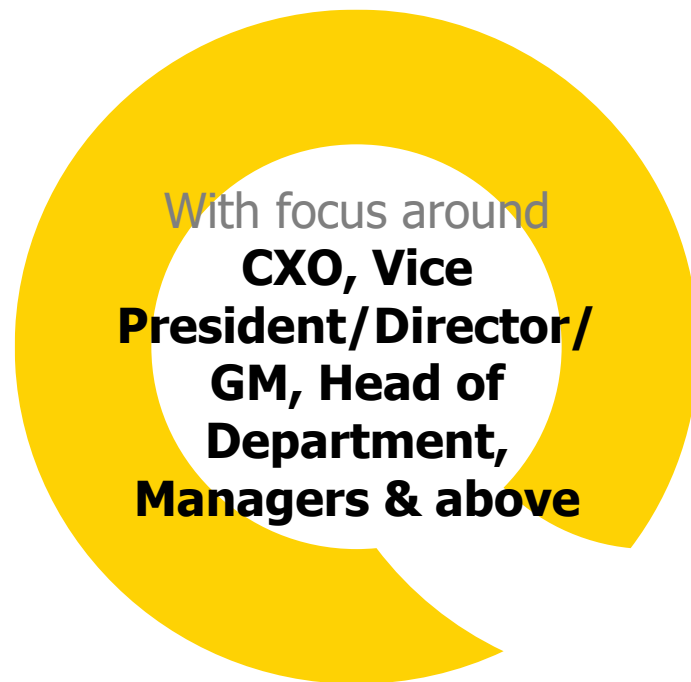 With focus around
CXO, Vice
President/Director/
GM, Head of
Department,
Managers & above